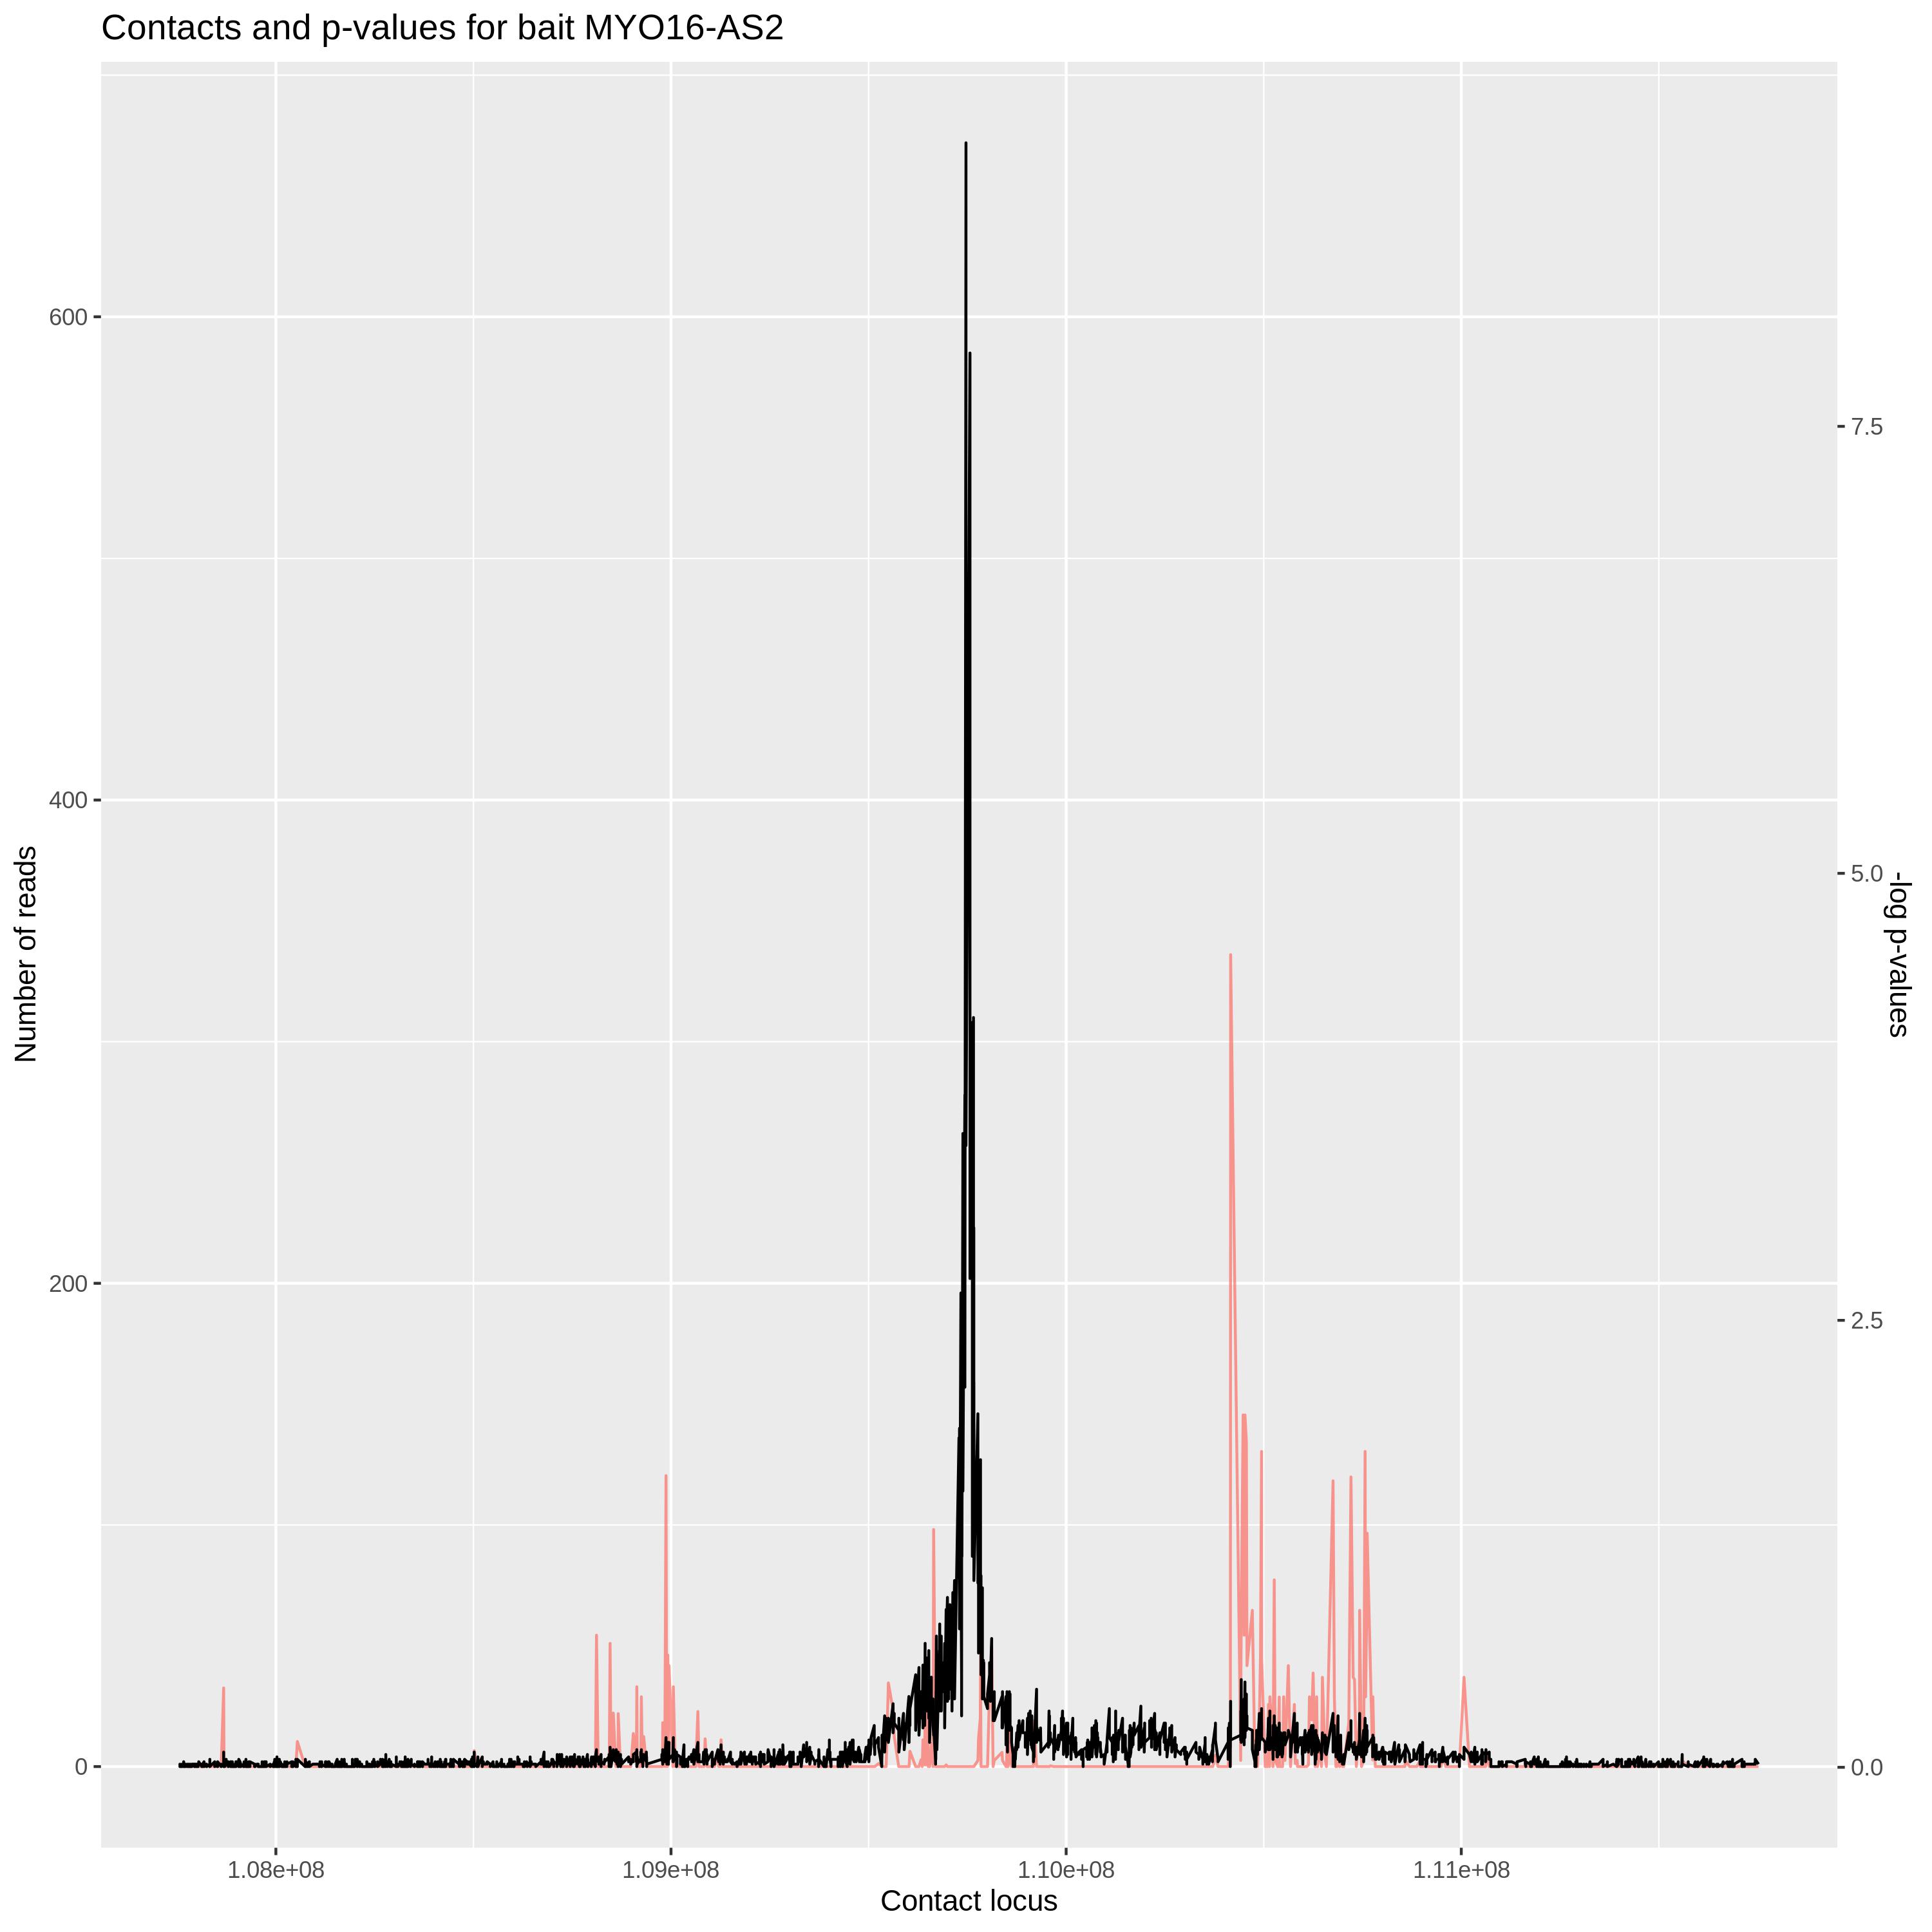 Contacts and p-values for bait MYO16-AS2
Number of reads
600
400
200
0
7.5
5.0
2.5
0.0
-log p-values
1.08e+08
1.09e+08
1.10e+08
1.11e+08
Contact locus